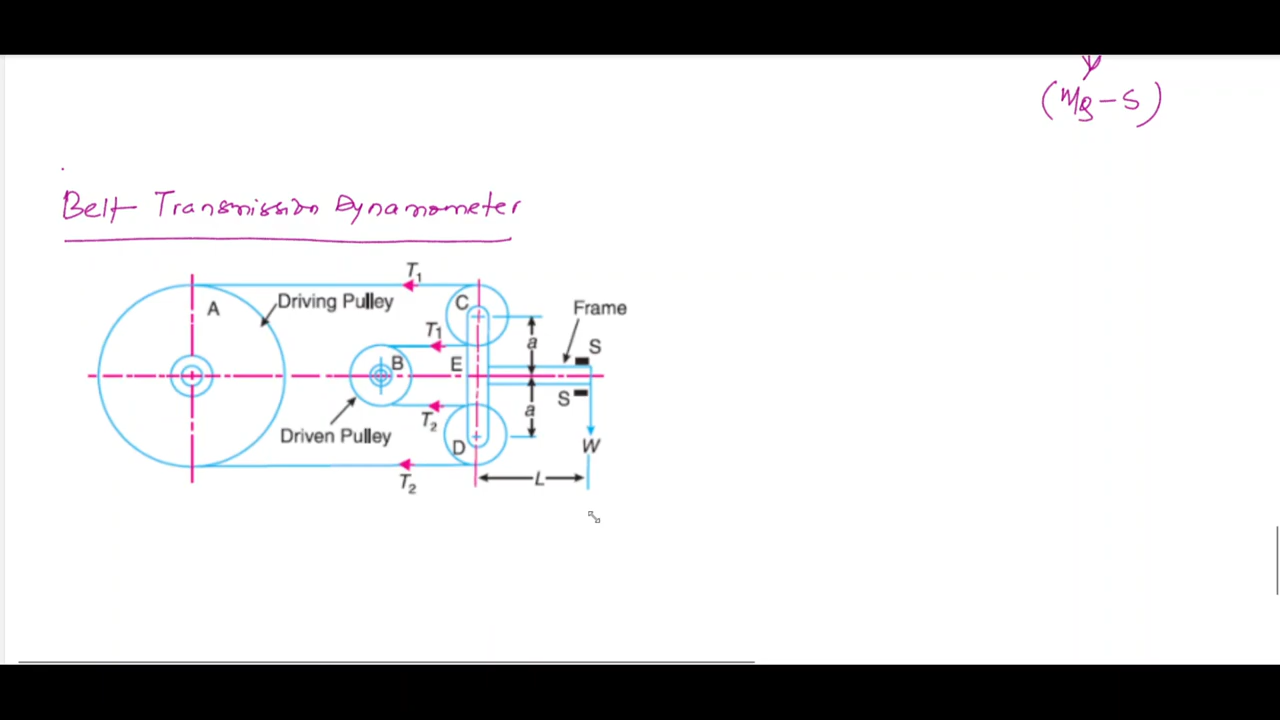 (Mg - S)
Belt Transmission Dynamometer
T1
A
Driving Pulley
C
Frame
T1
a
S
B
E
S
a
T2
Driven Pulley
D
W
T2
L